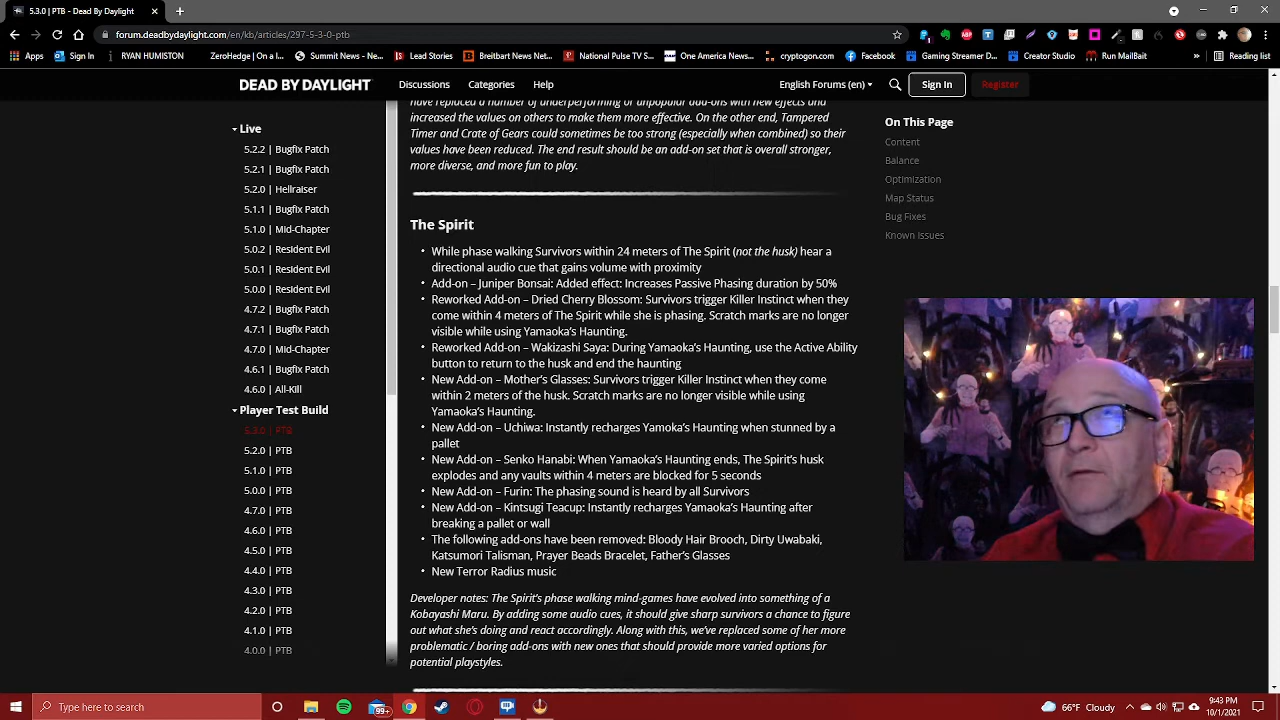 5.3.0 | PTB - Dead by Daylight
forum.deadbydaylight.com/en/kb/articles/297-5-3-0-ptb
Apps Sign In RYAN HUMISTON ZeroHedge | On a l... Summit News – Ne... Lead Stories Breitbart News Net... National Pulse TV S... One America News... cryptogon.com Facebook Gaming Streamer D... Creator Studio Run MailBait » Reading list
DEAD BY DAYLIGHT Discussions Categories Help English Forums (en) Sign In Register
Live
5.2.2 | Bugfix Patch
5.2.1 | Bugfix Patch
5.2.0 | Hellraiser
5.1.1 | Bugfix Patch
5.1.0 | Mid-Chapter
5.0.2 | Resident Evil
5.0.1 | Resident Evil
5.0.0 | Resident Evil
4.7.2 | Bugfix Patch
4.7.1 | Bugfix Patch
4.7.0 | Mid-Chapter
4.6.1 | Bugfix Patch
4.6.0 | All-Kill
Player Test Build
5.3.0 | PTB
5.2.0 | PTB
5.1.0 | PTB
5.0.0 | PTB
4.7.0 | PTB
4.6.0 | PTB
4.5.0 | PTB
4.4.0 | PTB
4.3.0 | PTB
4.2.0 | PTB
4.1.0 | PTB
4.0.0 | PTB
have replaced a number of underperforming or unpopular add-ons with new effects and
increased the values on others to make them more effective. On the other end, Tampered
Timer and Crate of Gears could sometimes be too strong (especially when combined) so their
values have been reduced. The end result should be an add-on set that is overall stronger,
more diverse, and more fun to play.
The Spirit
• While phase walking Survivors within 24 meters of The Spirit (not the husk) hear a
directional audio cue that gains volume with proximity
• Add-on – Juniper Bonsai: Added effect: Increases Passive Phasing duration by 50%
• Reworked Add-on – Dried Cherry Blossom: Survivors trigger Killer Instinct when they
come within 4 meters of The Spirit while she is phasing. Scratch marks are no longer
visible while using Yamaoka's Haunting.
• Reworked Add-on – Wakizashi Saya: During Yamaoka's Haunting, use the Active Ability
button to return to the husk and end the haunting
• New Add-on – Mother's Glasses: Survivors trigger Killer Instinct when they come
within 2 meters of the husk. Scratch marks are no longer visible while using
Yamaoka's Haunting.
• New Add-on – Uchiwa: Instantly recharges Yamoka's Haunting when stunned by a
pallet
• New Add-on – Senko Hanabi: When Yamaoka's Haunting ends, The Spirit's husk
explodes and any vaults within 4 meters are blocked for 5 seconds
• New Add-on – Furin: The phasing sound is heard by all Survivors
• New Add-on – Kintsugi Teacup: Instantly recharges Yamaoka's Haunting after
breaking a pallet or wall
• The following add-ons have been removed: Bloody Hair Brooch, Dirty Uwabaki,
Katsumori Talisman, Prayer Beads Bracelet, Father's Glasses
• New Terror Radius music
Developer notes: The Spirit's phase walking mind-games have evolved into something of a
Kobayashi Maru. By adding some audio cues, it should give sharp survivors a chance to figure
out what she's doing and react accordingly. Along with this, we've replaced some of her more
problematic / boring add-ons with new ones that should provide more varied options for
potential playstyles.
On This Page
Content
Balance
Optimization
Map Status
Bug Fixes
Known Issues
Type here to search
99+
66°F Cloudy
9:43 PM
10/1/2021